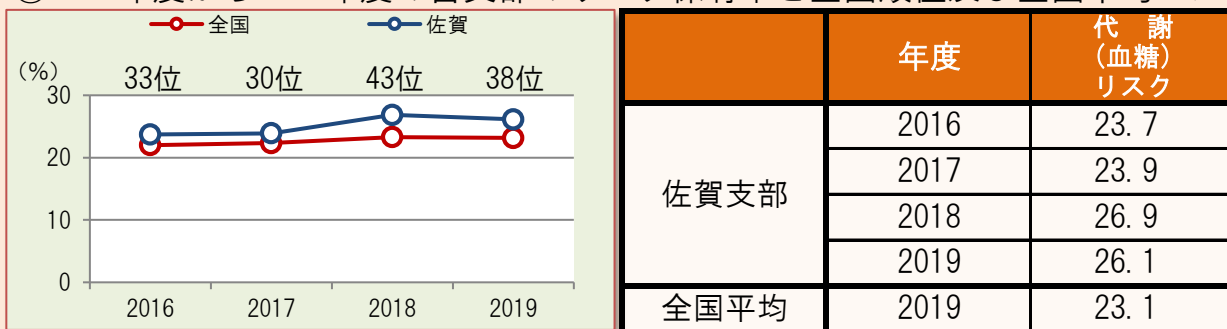 全国 佐賀
(%) 33位 30位 43位 38位
30
20
10
0
2016 2017 2018 2019
年度 代 謝
(血糖)
リスク
佐賀支部 2016 23.7
2017 23.9
2018 26.9
2019 26.1
全国平均 2019 23.1